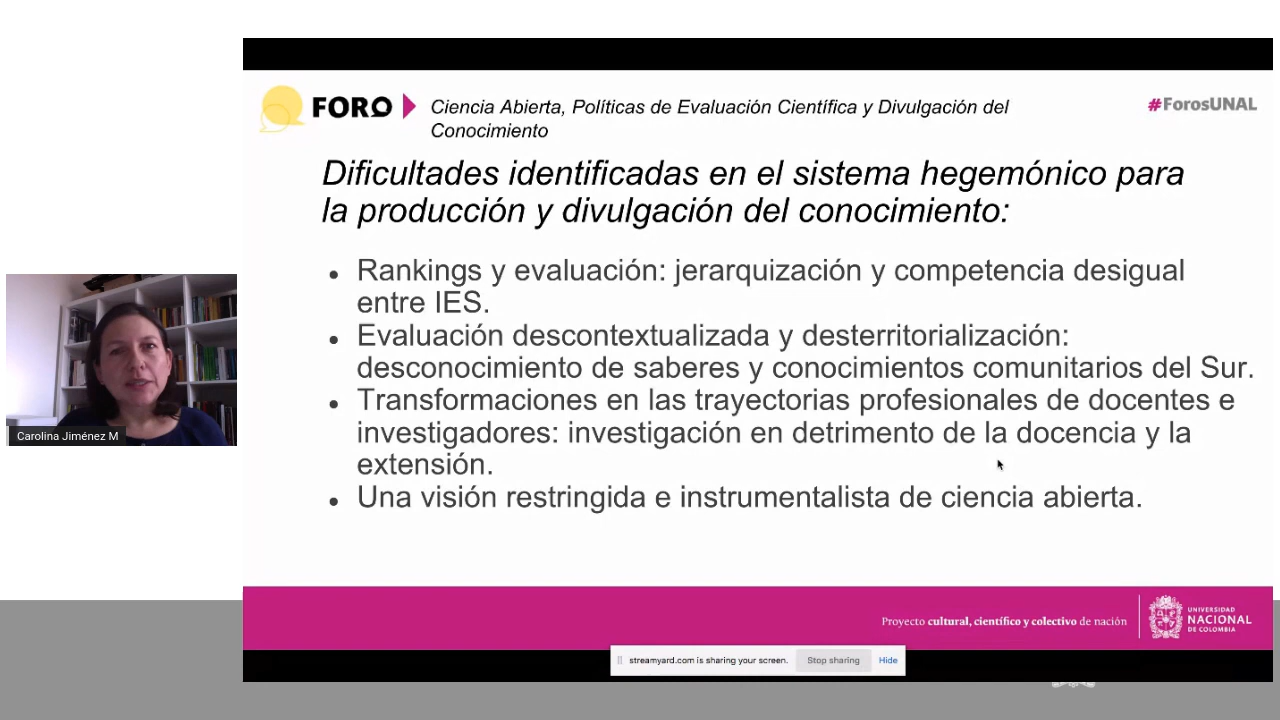 FORO
Ciencia Abierta, Políticas de Evaluación Científica y Divulgación del
Conocimiento
#ForosUNAL
Dificultades identificadas en el sistema hegemónico para
la producción y divulgación del conocimiento:
• Rankings y evaluación: jerarquización y competencia desigual
entre IES.
• Evaluación descontextualizada y desterritorialización:
desconocimiento de saberes y conocimientos comunitarios del Sur.
• Transformaciones en las trayectorias profesionales de docentes e
investigadores: investigación en detrimento de la docencia y la
extensión.
• Una visión restringida e instrumentalista de ciencia abierta.
Carolina Jiménez M
Proyecto cultural, científico y colectivo de nación
UNIVERSIDAD
NACIONAL
DE COLOMBIA
streamyard.com is sharing your screen.
Stop sharing
Hide